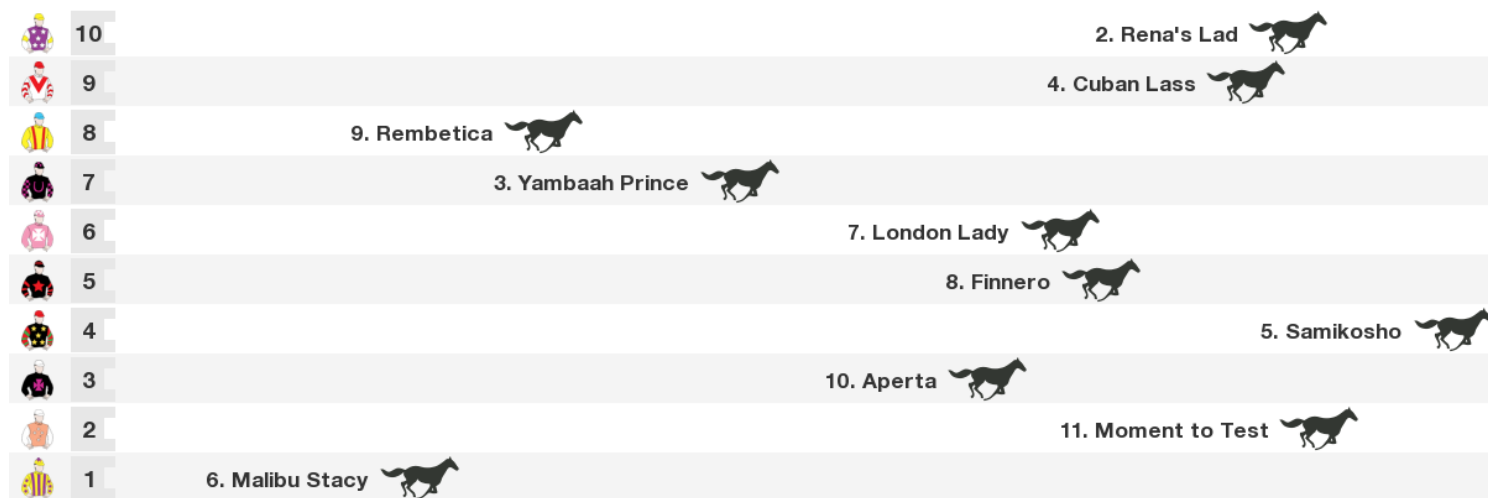 10 2. Rena's Lad
9 4. Cuban Lass
8 9. Rembetica
7 3. Yambaah Prince
6 7. London Lady
5 8. Finnero
4 5. Samikosho
3 10. Aperta
2 11. Moment to Test
1 6. Malibu Stacy